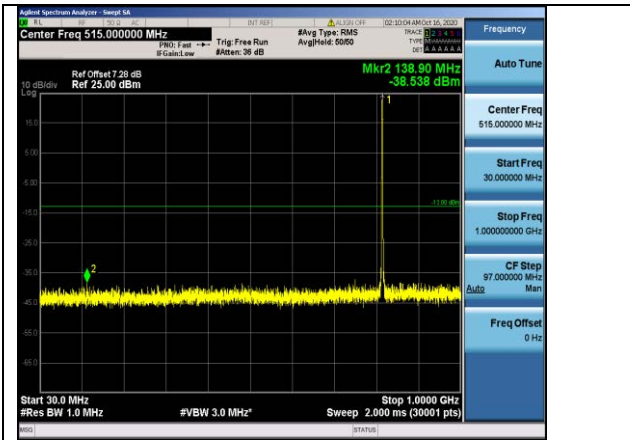 Agilent Spectrum Analyzer - Swept SA
RL RF 50 Ω AC INT REF ALIGN OFF 02:10:04 AM Oct 16, 2020
Center Freq 515.000000 MHz
PNO: Fast
IFGain:Low
Trig: Free Run
#Atten: 36 dB
#Avg Type: RMS
Avg|Hold: 50/50
TRACE 1 2 3 4 5 6
TYPE
DET A A A A A A
Frequency
Mkr2 138.90 MHz
-38.538 dBm
Ref Offset 7.28 dB
Ref 25.00 dBm
10 dB/div
Log
15.0
5.00
-5.00
-15.0
-25.0
-35.0
-45.0
-55.0
-65.0
1
-13.00 dBm
2
Start 30.0 MHz
#Res BW 1.0 MHz
#VBW 3.0 MHz*
Stop 1.0000 GHz
Sweep 2.000 ms (30001 pts)
MSG
STATUS
Auto Tune
Center Freq
515.000000 MHz
Start Freq
30.000000 MHz
Stop Freq
1.000000000 GHz
CF Step
97.000000 MHz
Auto Man
Freq Offset
0 Hz